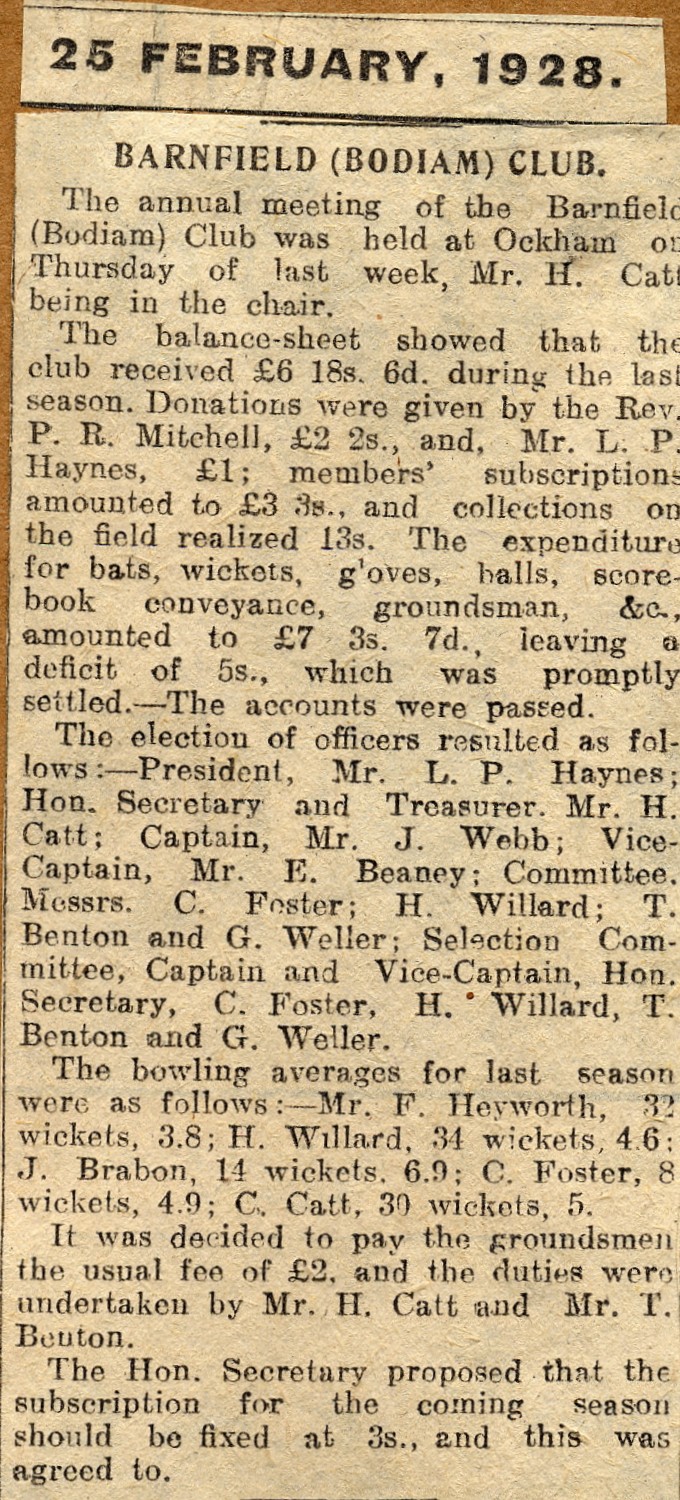 25 FEBRUARY, 1928.
BARNFIELD (BODIAM) CLUB.
The annual meeting of the Barnfield
(Bodiam) Club was held at Ockham on
Thursday of last week, Mr. H. Catt
being in the chair.
The balance-sheet showed that the
club received £6 18s. 6d. during the last
season. Donations were given by the Rev.
P. R. Mitchell, £2 2s., and, Mr. L. P.
Haynes, £1; members' subscriptions
amounted to £3 3s., and collections on
the field realized 13s. The expenditure
for bats, wickets, g'oves, balls, score-
book conveyance, groundsman, &c.,
amounted to £7 3s. 7d., leaving a
deficit of 5s., which was promptly
settled.—The accounts were passed.
The election of officers resulted as fol-
lows:—President, Mr. L. P. Haynes;
Hon. Secretary and Treasurer. Mr. H.
Catt; Captain, Mr. J. Webb; Vice-
Captain, Mr. E. Beaney; Committee.
Messrs. C. Foster; H. Willard; T.
Benton and G. Weller; Selection Com-
mittee, Captain and Vice-Captain, Hon.
Secretary, C. Foster, H. Willard, T.
Benton and G. Weller.
The bowling averages for last season
were as follows:—Mr. F. Heyworth, 32
wickets, 3.8; H. Willard, 34 wickets, 4.6;
J. Brabon, 14 wickets. 6.9; C. Foster, 8
wickets, 4.9; C. Catt, 30 wickets, 5.
It was decided to pay the groundsmen
the usual fee of £2, and the duties were
undertaken by Mr. H. Catt and Mr. T.
Benton.
The Hon. Secretary proposed that the
subscription for the coming season
should be fixed at 3s., and this was
agreed to.